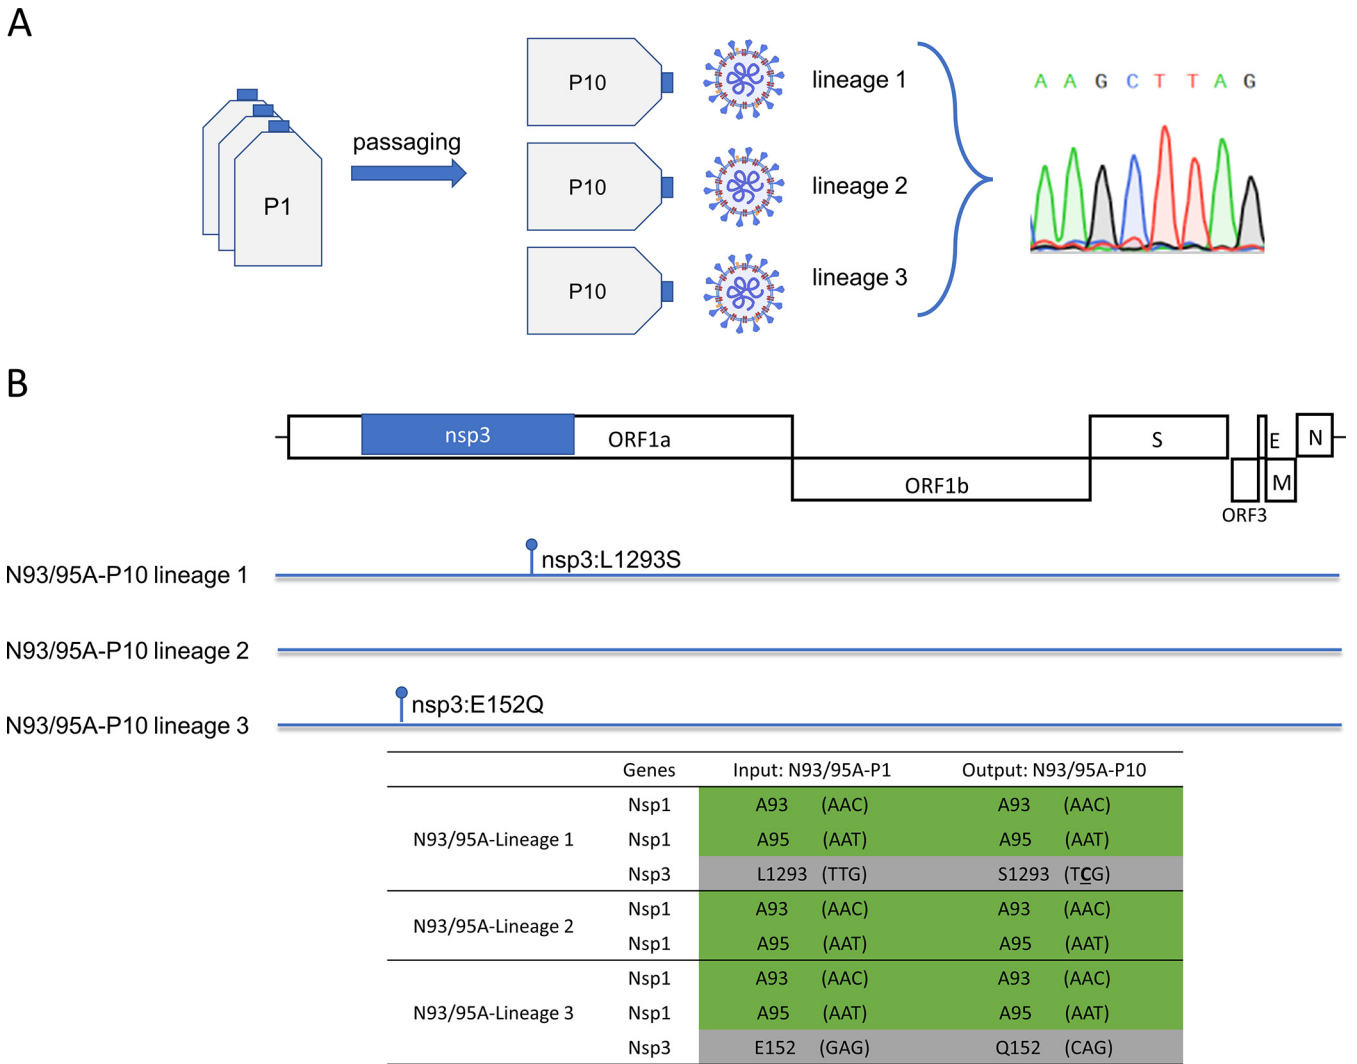 A
P1
passaging
P10
lineage 1
P10
lineage 2
P10
lineage 3
A A G C T T A G
B
nsp3
ORF1a
ORF1b
S
ORF3
E
M
N
N93/95A-P10 lineage 1
nsp3:L1293S
N93/95A-P10 lineage 2
N93/95A-P10 lineage 3
nsp3:E152Q
Genes Input: N93/95A-P1 Output: N93/95A-P10
N93/95A-Lineage 1
Nsp1 A93 (AAC) A93 (AAC)
Nsp1 A95 (AAT) A95 (AAT)
Nsp3 L1293 (TTG) S1293 (TCG)
N93/95A-Lineage 2
Nsp1 A93 (AAC) A93 (AAC)
Nsp1 A95 (AAT) A95 (AAT)
N93/95A-Lineage 3
Nsp1 A93 (AAC) A93 (AAC)
Nsp1 A95 (AAT) A95 (AAT)
Nsp3 E152 (GAG) Q152 (CAG)